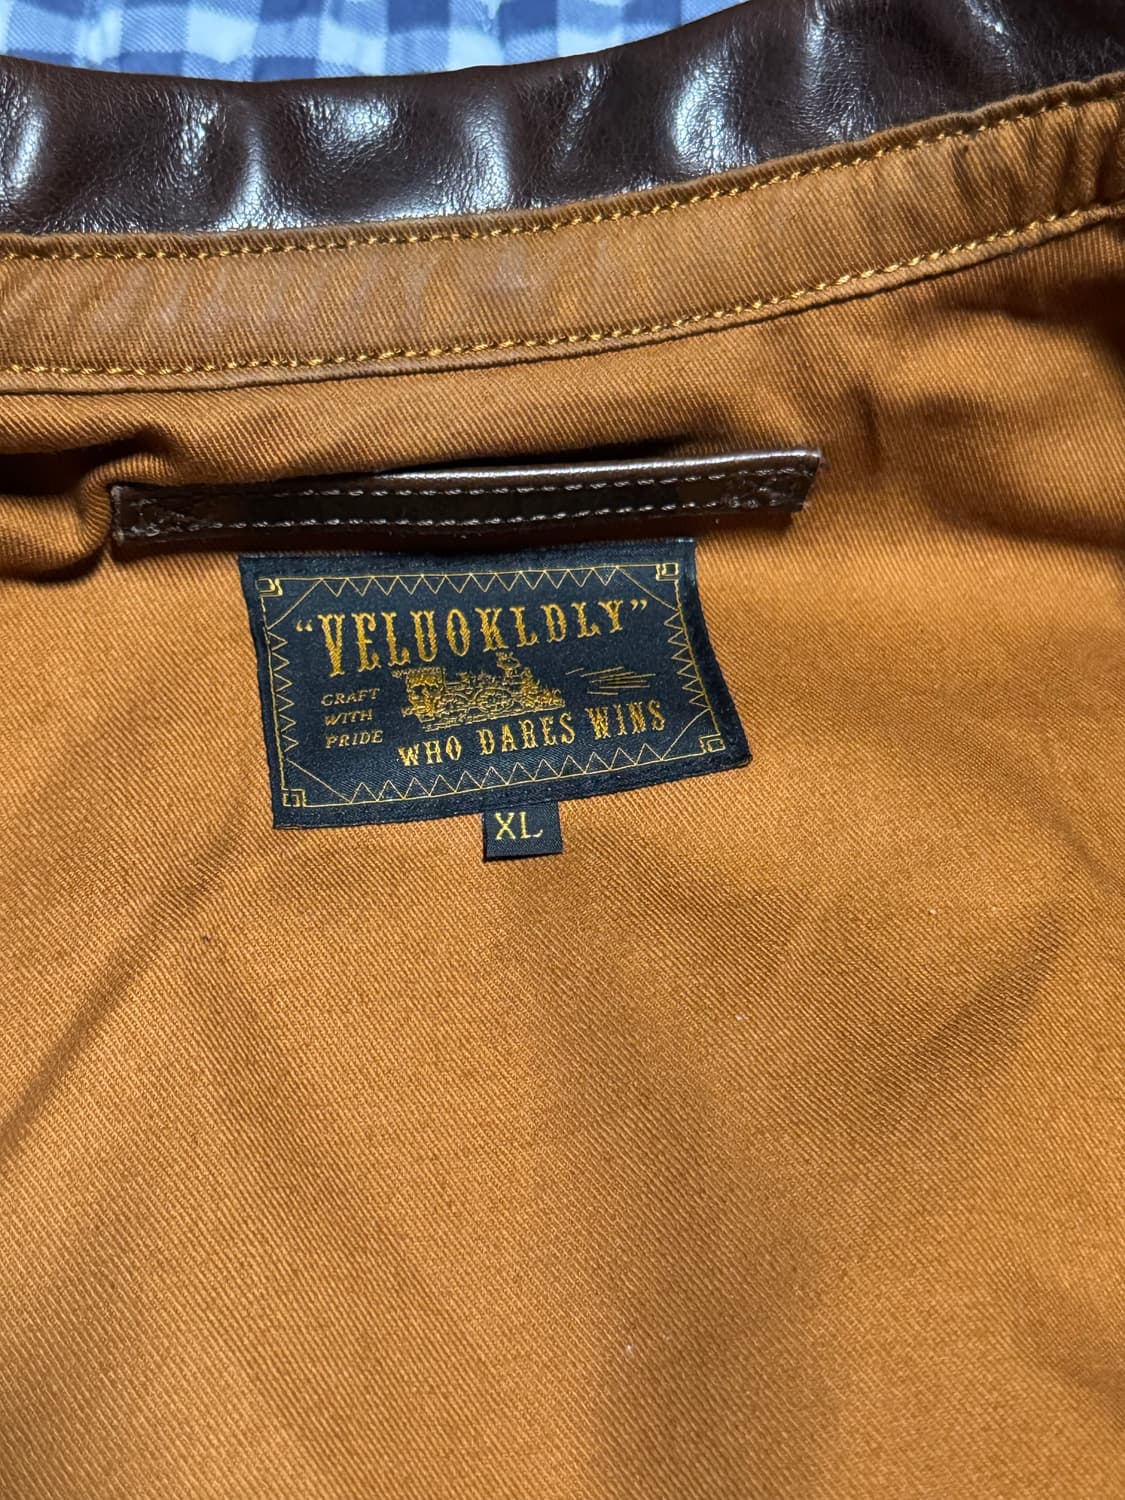 "VELUOKLDLY"
CRAFT
WITH
PRIDE
WHO DARES WINS
XL